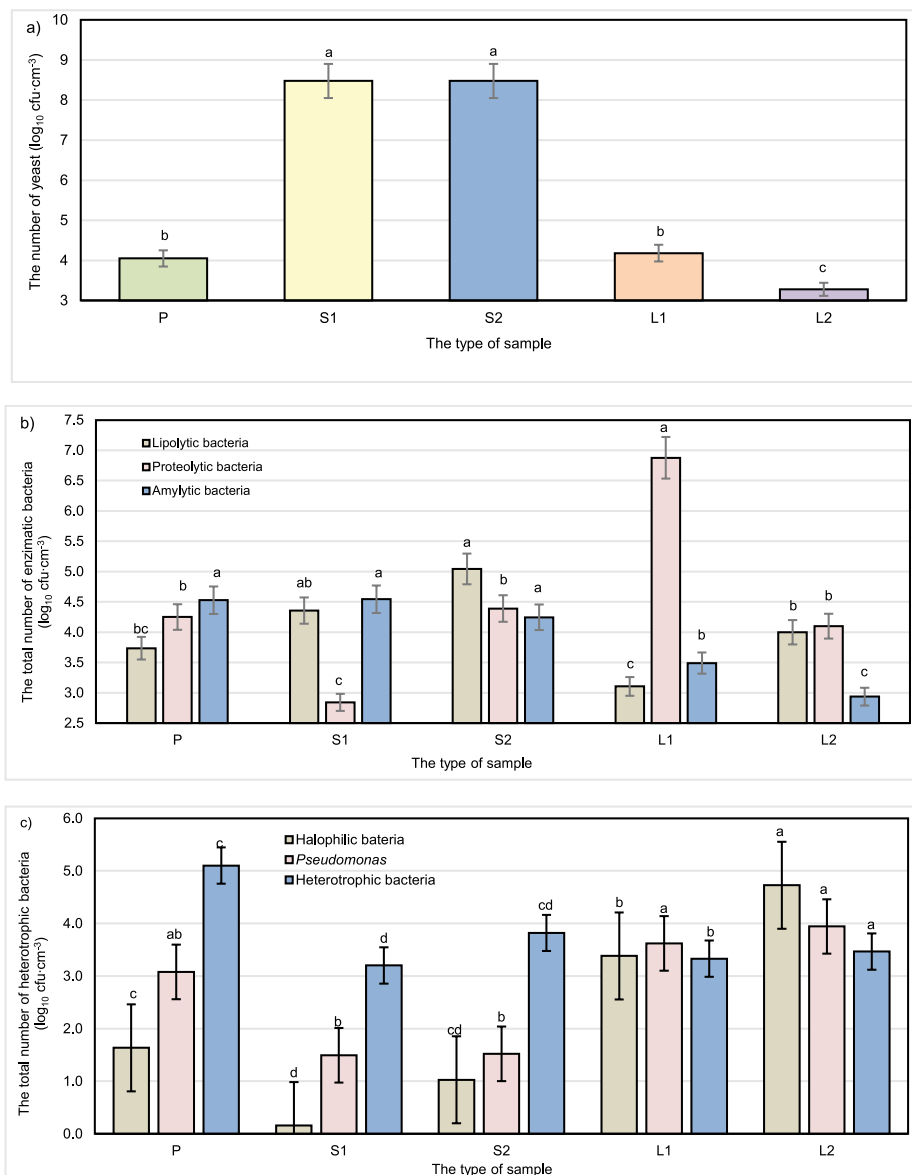 a)
The number of yeast (log₁₀ cfu·cm⁻³)
10
9
8
7
6
5
4
3
b
a
a
b
c
P S1 S2 L1 L2
The type of sample
b)
The total number of enzimatic bacteria
(log₁₀ cfu·cm⁻³)
7.5
7.0
6.5
6.0
5.5
5.0
4.5
4.0
3.5
3.0
2.5
Lipolytic bacteria
Proteolytic bacteria
Amylytic bacteria
bc b a
ab c a
a b a
c a b
b b c
P S1 S2 L1 L2
The type of sample
c)
The total number of heterotrophic bacteria
(log₁₀ cfu·cm⁻³)
6.0
5.0
4.0
3.0
2.0
1.0
0.0
Halophilic bateria
Pseudomonas
Heterotrophic bacteria
c ab c
d b d
cd b cd
b a b
a a a
P S1 S2 L1 L2
The type of sample